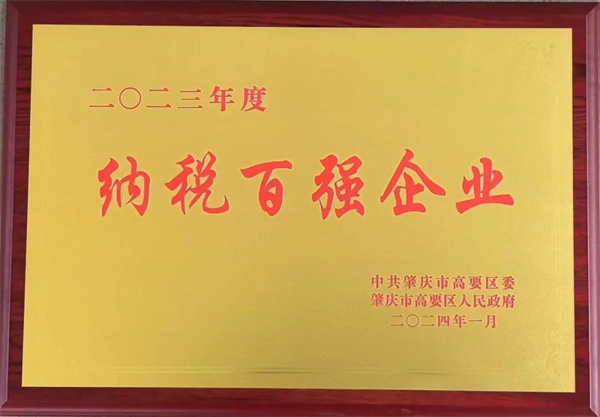 二〇二三年度
纳税百强企业
中共肇庆市高要区委
肇庆市高要区人民政府
二〇二四年一月